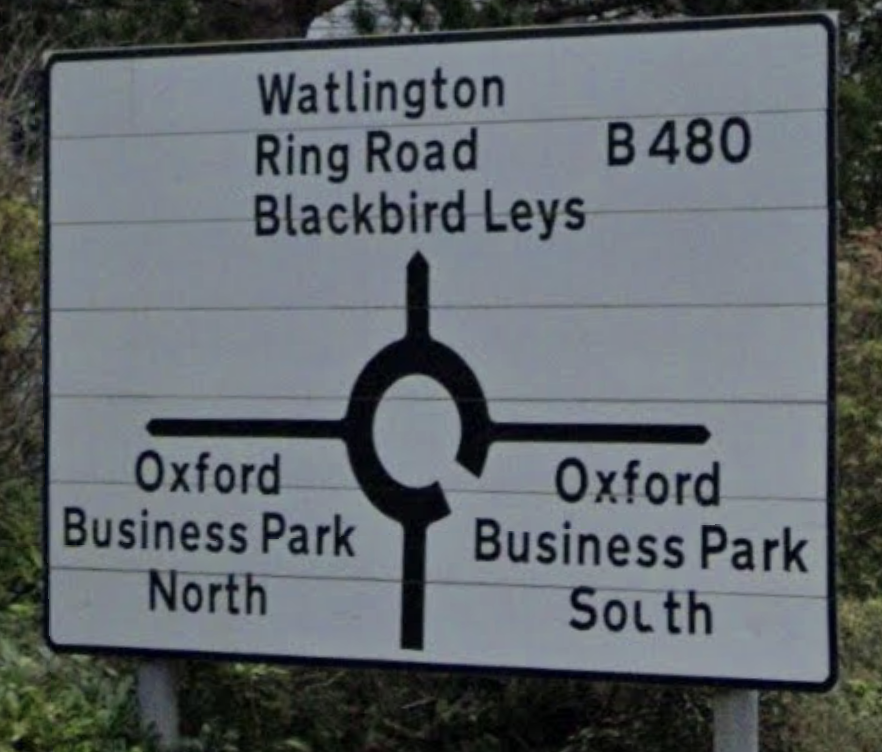 Watlington
Ring Road B 480
Blackbird Leys
Oxford
Business Park
North
Oxford
Business Park
South